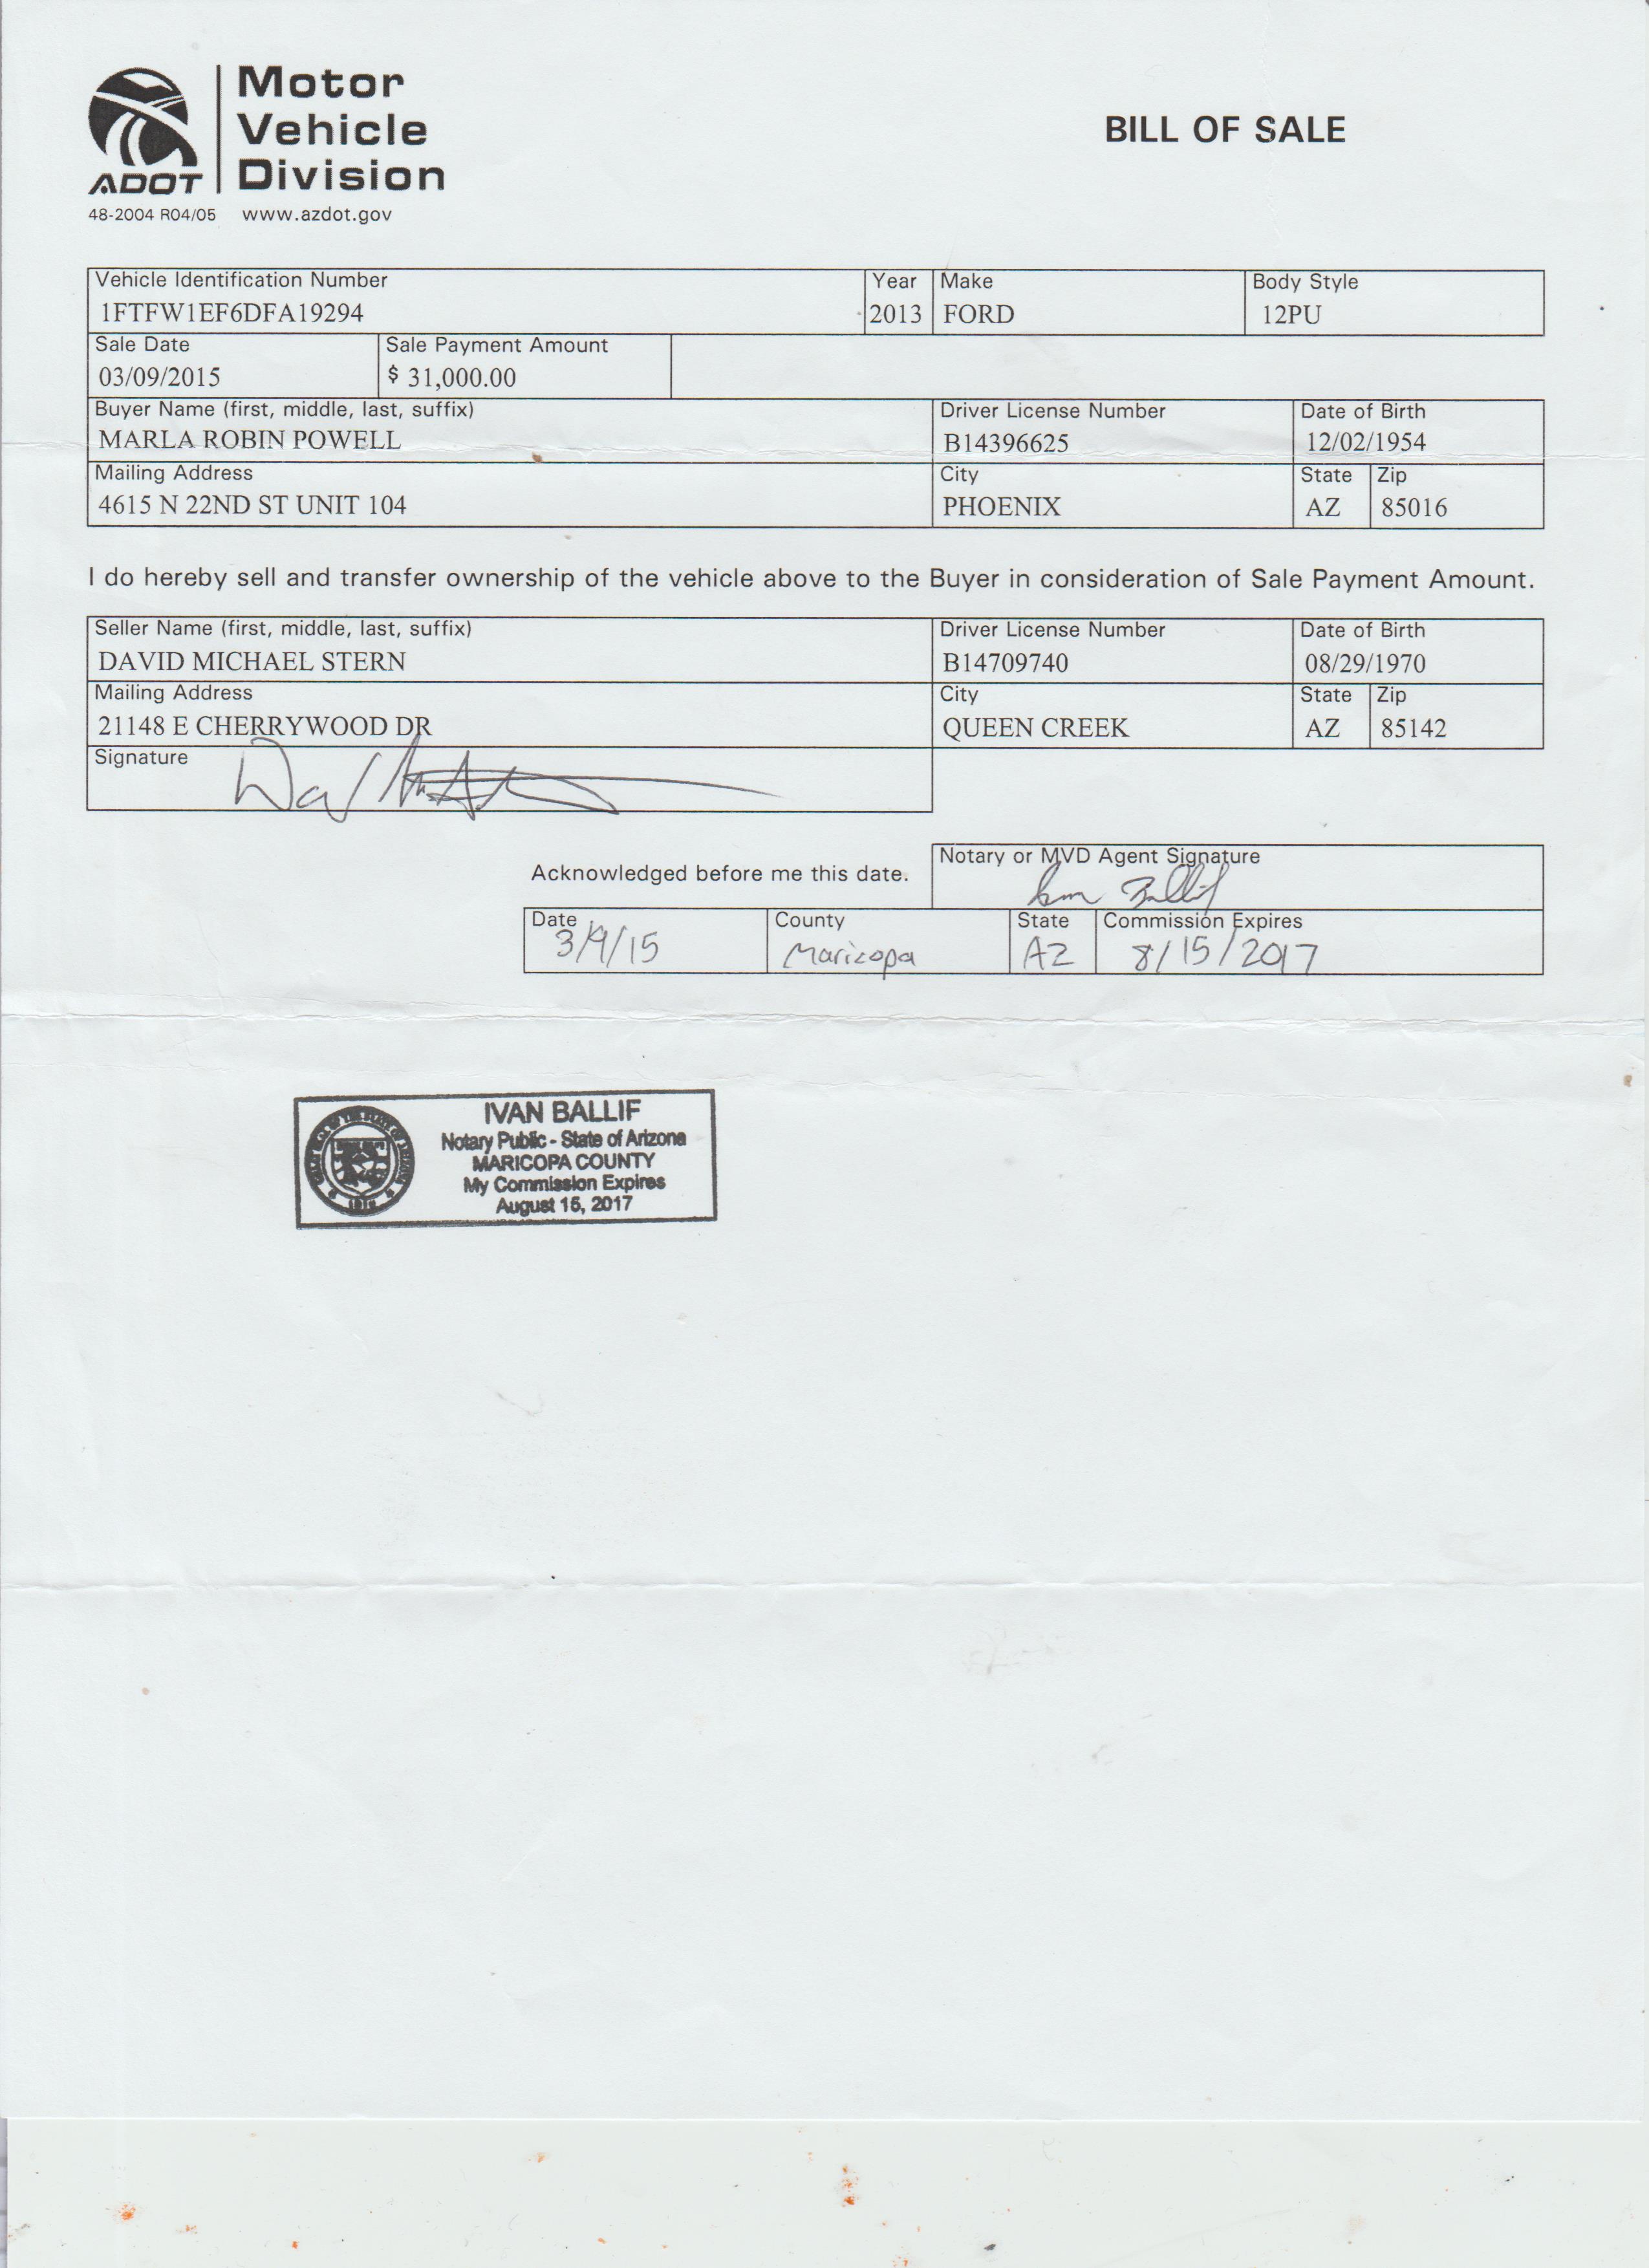 Motor
Vehicle
Division
ADOT
48-2004 R04/05 www.azdot.gov
BILL OF SALE
Vehicle Identification Number Year Make Body Style
1FTFW1EF6DFA19294 2013 FORD 12PU
Sale Date Sale Payment Amount
03/09/2015 $ 31,000.00
Buyer Name (first, middle, last, suffix) Driver License Number Date of Birth
MARLA ROBIN POWELL B14396625 12/02/1954
Mailing Address City State Zip
4615 N 22ND ST UNIT 104 PHOENIX AZ 85016
I do hereby sell and transfer ownership of the vehicle above to the Buyer in consideration of Sale Payment Amount.
Seller Name (first, middle, last, suffix) Driver License Number Date of Birth
DAVID MICHAEL STERN B14709740 08/29/1970
Mailing Address City State Zip
21148 E CHERRYWOOD DR QUEEN CREEK AZ 85142
Signature
Notary or MVD Agent Signature
Acknowledged before me this date.
Date County State Commission Expires
3/9/15 Maricopa AZ 8/15/2017
IVAN BALLIF
Notary Public - State of Arizona
MARICOPA COUNTY
My Commission Expires
August 15, 2017